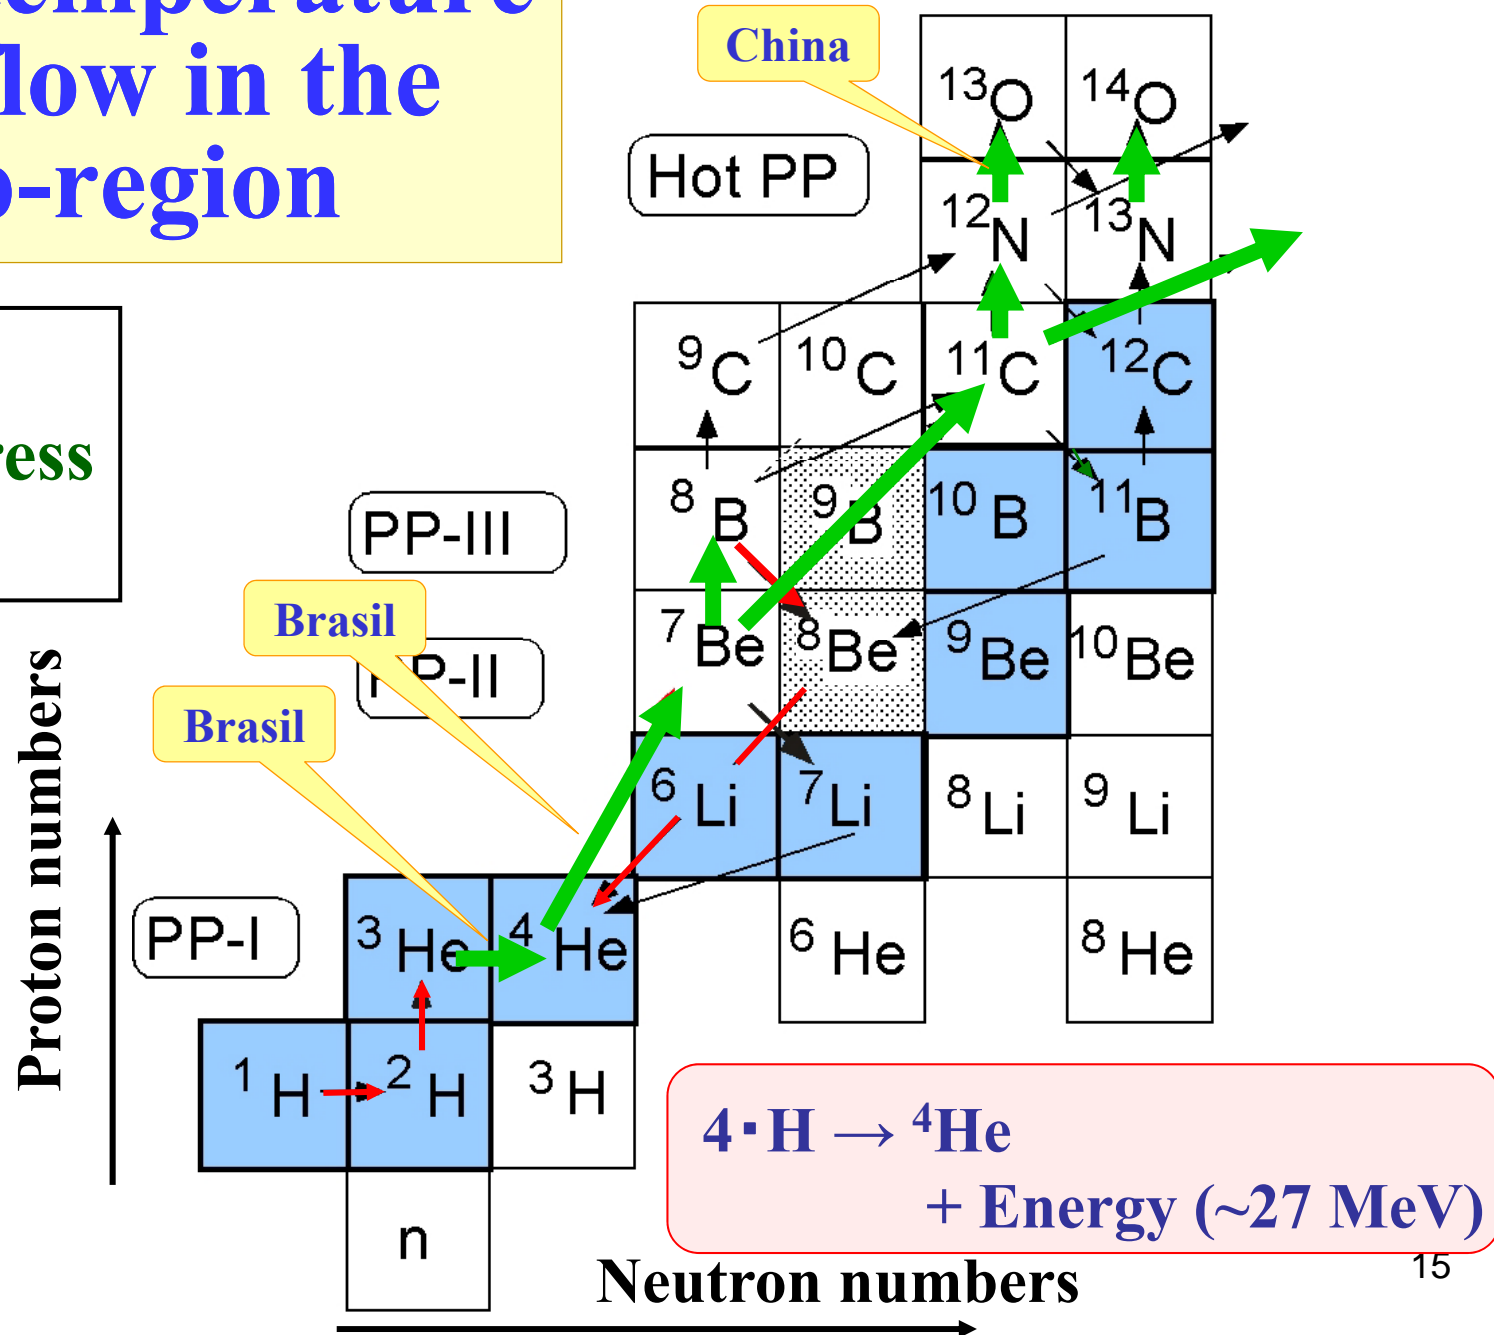 low in the
-region
China
Hot PP
¹³O
¹⁴O
¹²N
¹³N
⁹C
¹⁰C
¹¹C
¹²C
ress
PP-III
⁸B
⁹B
¹⁰B
¹¹B
Brasil
-II
⁷Be
⁸Be
⁹Be
¹⁰Be
Brasil
⁶Li
⁷Li
⁸Li
⁹Li
PP-I
³He
⁴He
⁶He
⁸He
¹H
²H
³H
n
Proton numbers
4·H → ⁴He
+ Energy (~27 MeV)
Neutron numbers
15